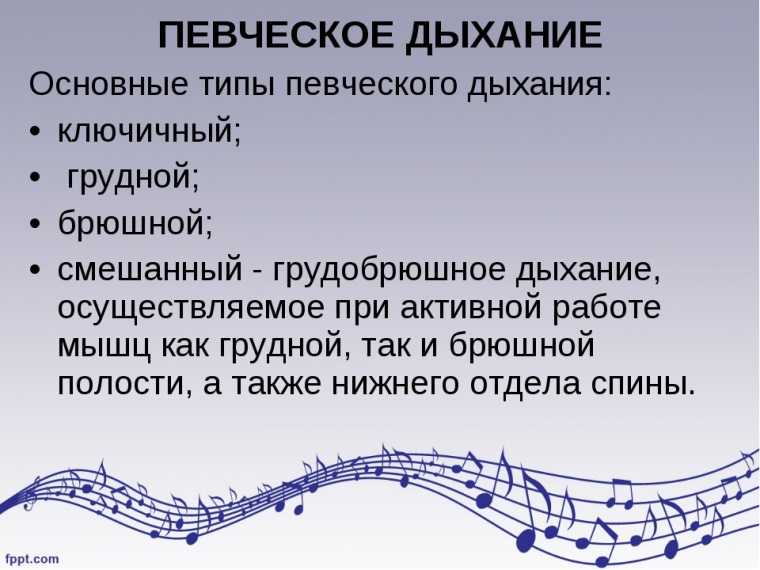 ПЕВЧЕСКОЕ ДЫХАНИЕ
Основные типы певческого дыхания:
• ключичный;
• грудной;
• брюшной;
• смешанный - грудобрюшное дыхание,
осуществляемое при активной работе
мышц как грудной, так и брюшной
полости, а также нижнего отдела спины.
fppt.com